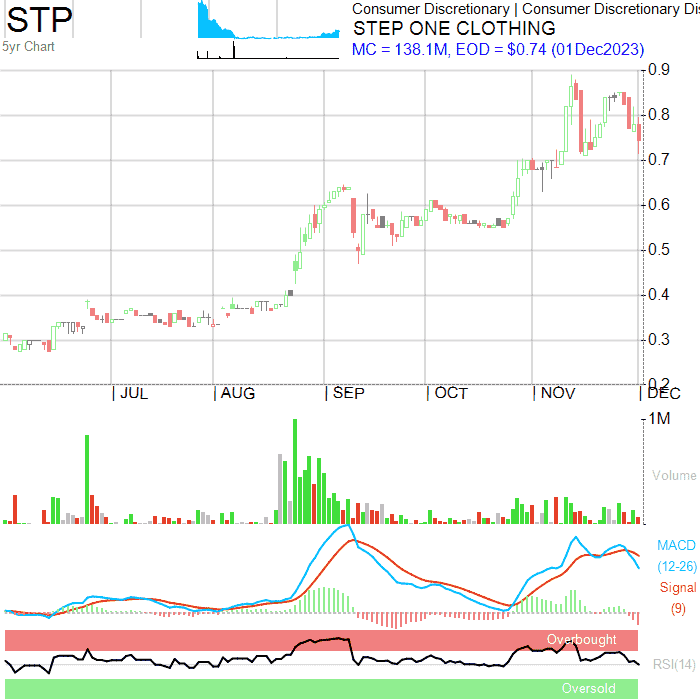 STP
5yr Chart
Consumer Discretionary | Consumer Discretionary Dis
STEP ONE CLOTHING
MC = 138.1M, EOD = $0.74 (01Dec2023)
0.9
0.8
0.7
0.6
0.5
0.4
0.3
0.2
JUL AUG SEP OCT NOV DEC
1M
Volume
MACD
(12-26)
Signal
(9)
Overbought
RSI(14)
Oversold